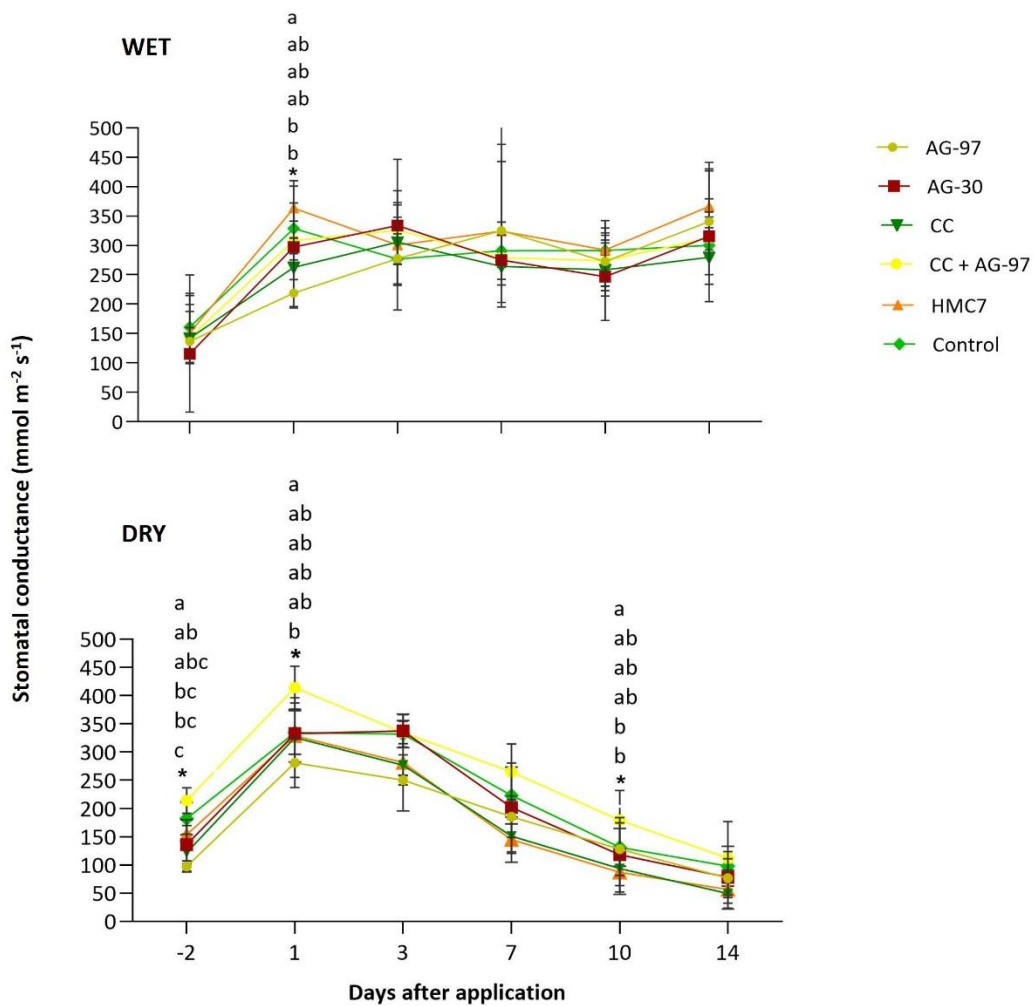 WET
a
ab
ab
ab
b
b
*
500
450
400
350
300
250
200
150
100
50
0
AG-97
AG-30
CC
CC + AG-97
HMC7
Control
Stomatal conductance (mmol m⁻² s⁻¹)
DRY
a
ab
abc
bc
bc
c
*
a
ab
ab
ab
ab
b
*
a
ab
ab
ab
b
b
*
500
450
400
350
300
250
200
150
100
50
0
-2 1 3 7 10 14
Days after application